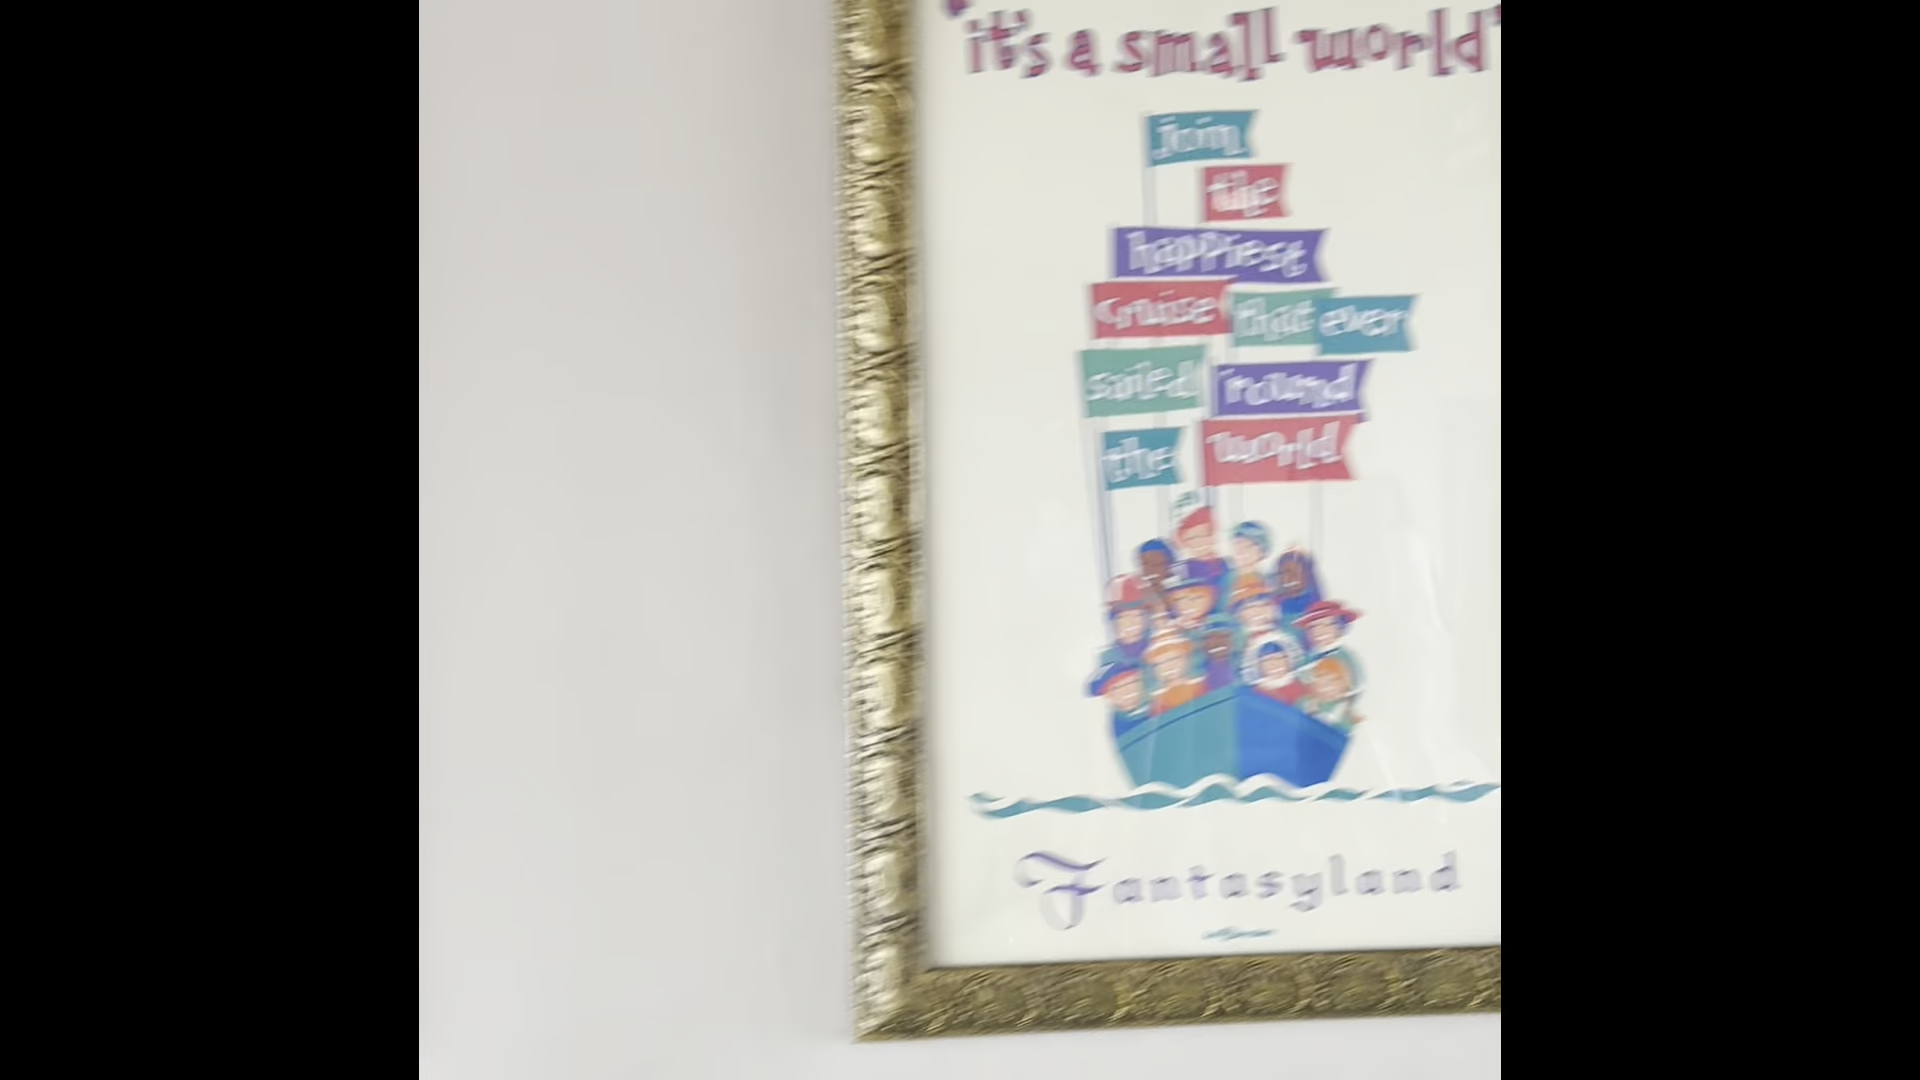 "it's a small world"
join
the
happiest
cruise that ever
sailed 'round
the world
Fantasyland